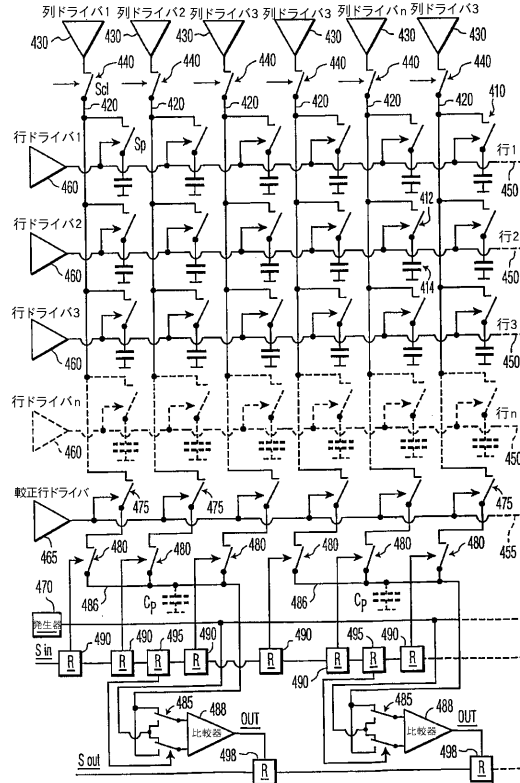 列ドライバ1 列ドライバ2 列ドライバ3 列ドライバ3 列ドライバn 列ドライバ3
430 430 430 430 430 430
440 440 440 440 440 440
Scl
420 420 420 420 420 420
410
行ドライバ1 Sp 行1
460 450
行ドライバ2 412 行2
460 414 450
行ドライバ3 行3
460 450
行ドライバn 行n
460 450
較正行ドライバ 475 475 475
465 455
480 480 480 480 480 480
470 486 Cp 486 Cp
発生器
490 490 495 490 490 495 490
S in R R R R R R R R
490
485 488 OUT 485 488 OUT
比較器 比較器
498 498
S out R R